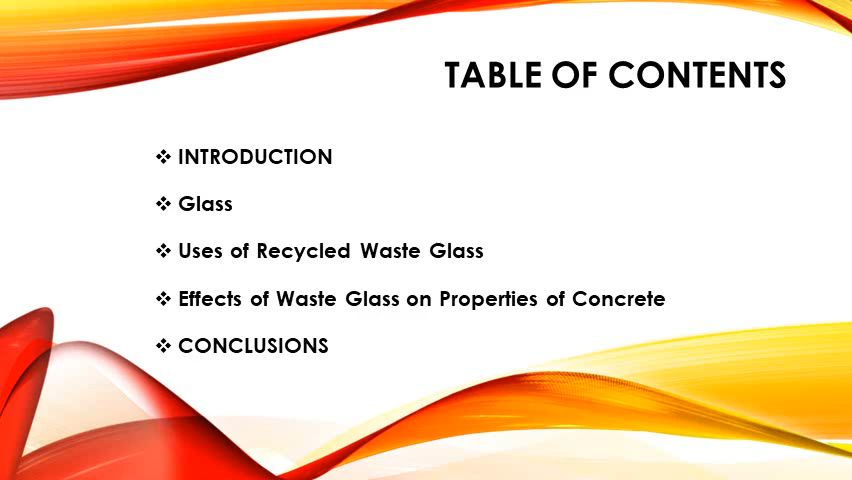 TABLE OF CONTENTS
❖ INTRODUCTION
❖ Glass
❖ Uses of Recycled Waste Glass
❖ Effects of Waste Glass on Properties of Concrete
❖ CONCLUSIONS